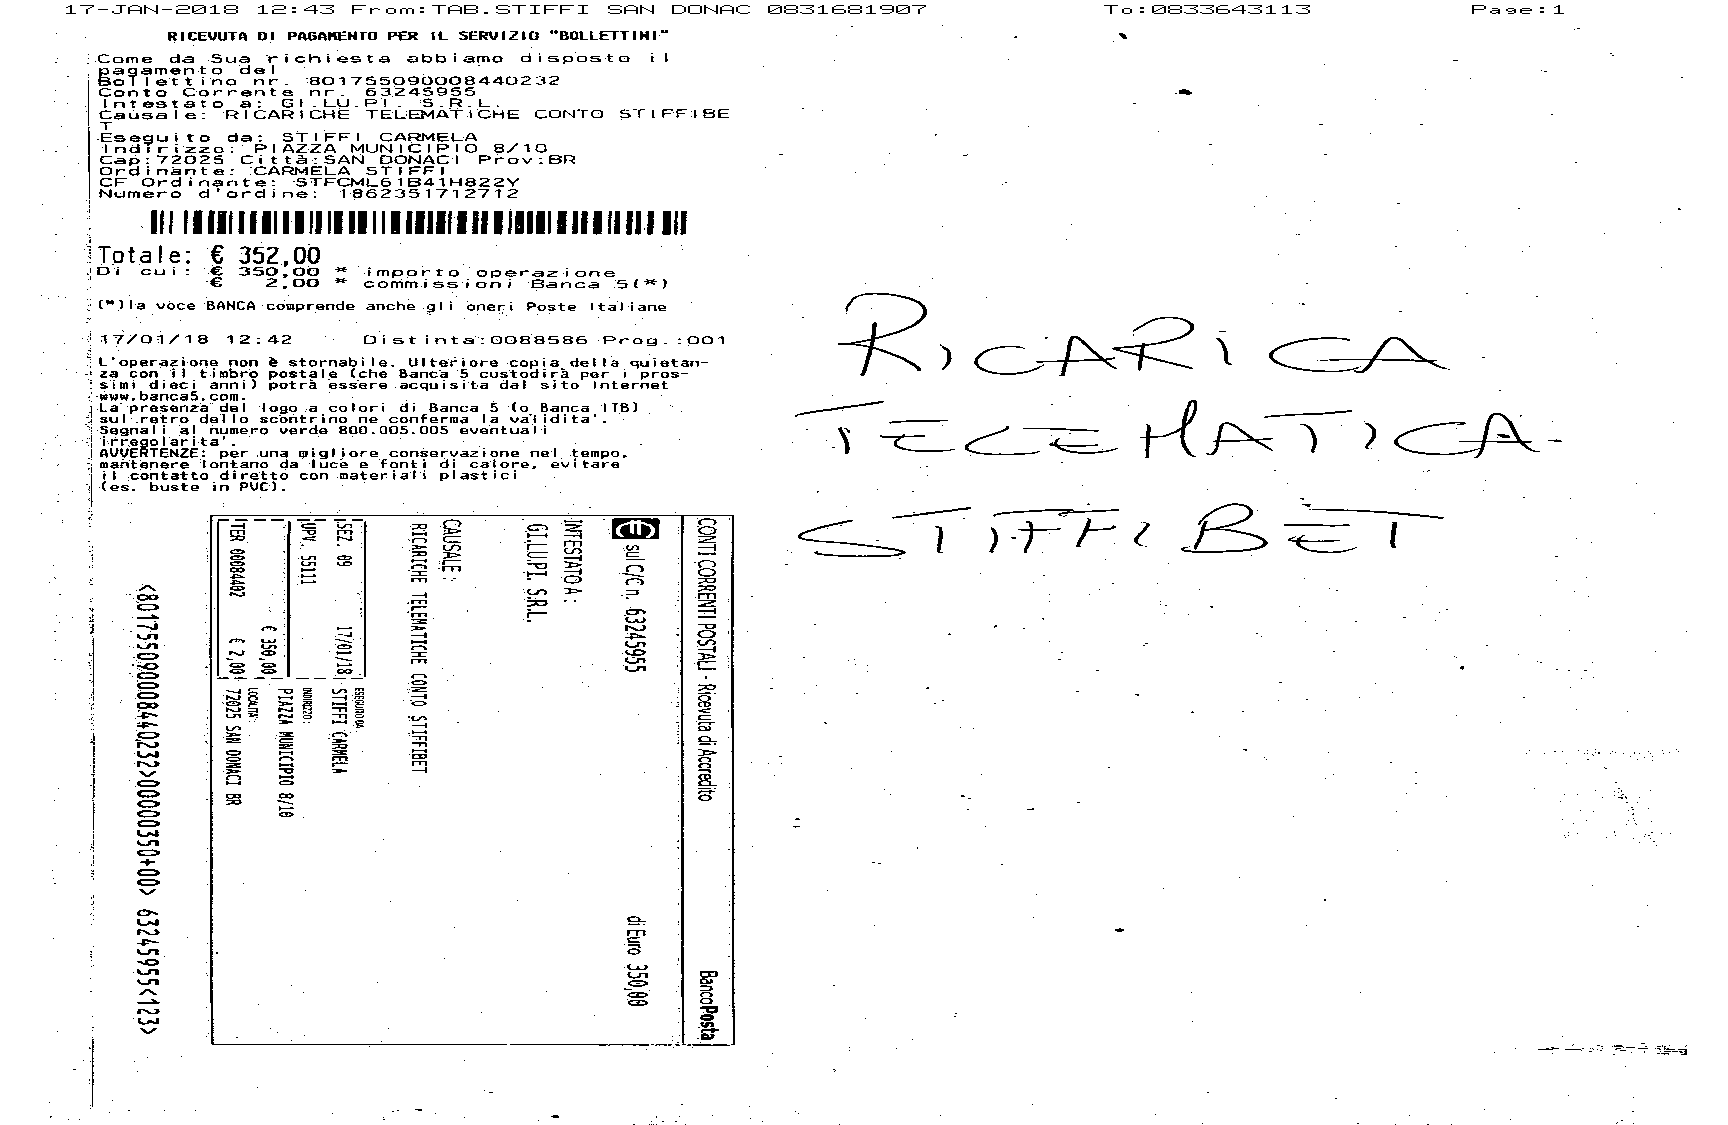 17-JAN-2018 12:43 From:TAB.STIFFI SAN DONAC 0831681907 To:0833643113 Page:1
RICEVUTA DI PAGAMENTO PER IL SERVIZIO "BOLLETTINI"
Come da Sua richiesta abbiamo disposto il
pagamento del
Bollettino nr. 801755090008440232
Conto Corrente nr. 63245955
Intestato a: GI.LU.PI. S.R.L.
Causale: RICARICHE TELEMATICHE CONTO STIFFIBE
T
Eseguito da: STIFFI CARMELA
Indirizzo: PIAZZA MUNICIPIO 8/10
Cap:72025 Città:SAN DONACI Prov:BR
Ordinante: CARMELA STIFFI
CF Ordinante: STFCML61B41H822Y
Numero d'ordine: 1862351712712
Totale: € 352,00
Di cui: € 350,00 * importo operazione
€ 2,00 * commissioni Banca 5(*)
(*)la voce BANCA comprende anche gli oneri Poste Italiane
17/01/18 12:42 Distinta:0088586 Prog.:001
L'operazione non è stornabile. Ulteriore copia della quietan-
za con il timbro postale (che Banca 5 custodirà per i pros-
simi dieci anni) potrà essere acquisita dal sito Internet
www.banca5.com.
La presenza del logo a colori di Banca 5 (o Banca ITB)
sul retro dello scontrino ne conferma la validita'.
Segnali al numero verde 800.005.005 eventuali
irregolarita'.
AVVERTENZE: per una migliore conservazione nel tempo,
mantenere lontano da luce e fonti di calore, evitare
il contatto diretto con materiali plastici
(es. buste in PVC).
RICARICA
TELEMATICA
STIFFIBET
CONTI CORRENTI POSTALI - Ricevuta di Accredito BancoPosta
sul C/C n. 63245955 di Euro 350,00
INTESTATO A:
GI.LU.PI. S.R.L.
CAUSALE:
RICARICHE TELEMATICHE CONTO STIFFIBET
SEZ. 09 17/01/18
UPV. 55111
€ 350,00
TER 0084402 € 2,00
ESEGUITO DA:
STIFFI CARMELA
INDIRIZZO:
PIAZZA MUNICIPIO 8/10
LOCALITA':
72025 SAN DONACI BR
<801755090008440232>00000350+00> 63245955<123>